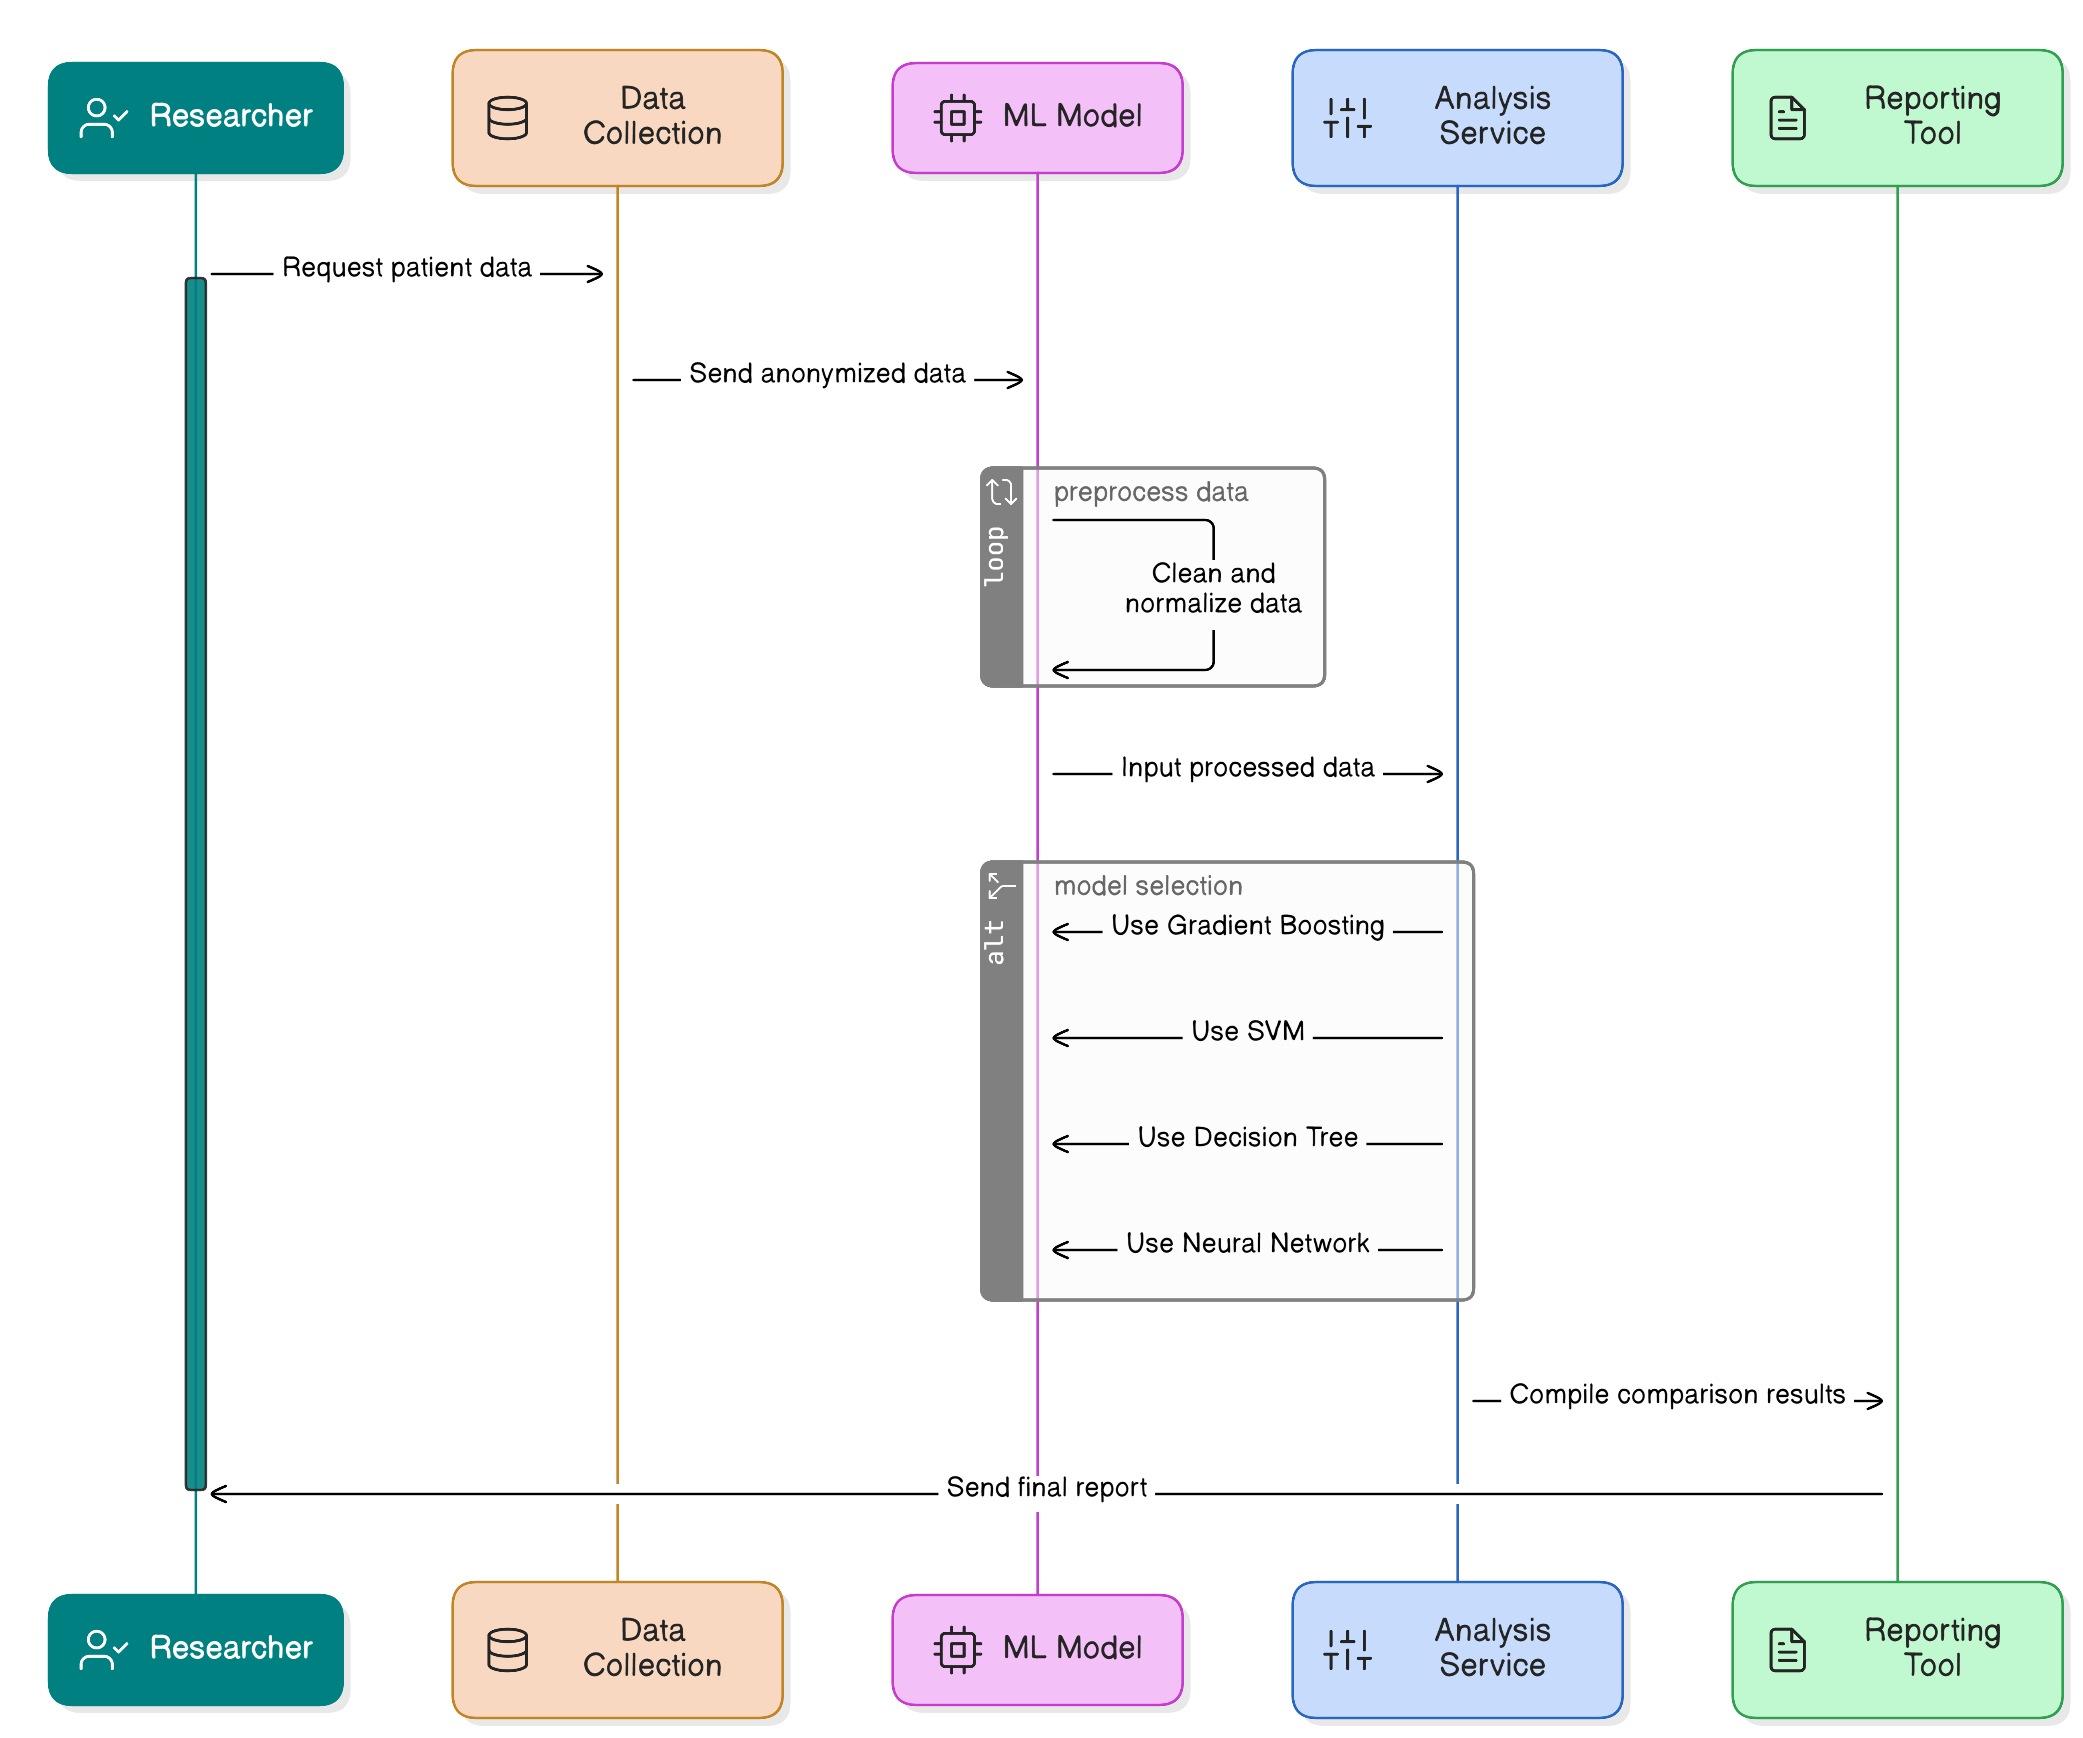 Researcher
Data
Collection
ML Model
Analysis
Service
Reporting
Tool
Request patient data
Send anonymized data
loop
preprocess data
Clean and
normalize data
Input processed data
alt
model selection
Use Gradient Boosting
Use SVM
Use Decision Tree
Use Neural Network
Compile comparison results
Send final report
Researcher
Data
Collection
ML Model
Analysis
Service
Reporting
Tool